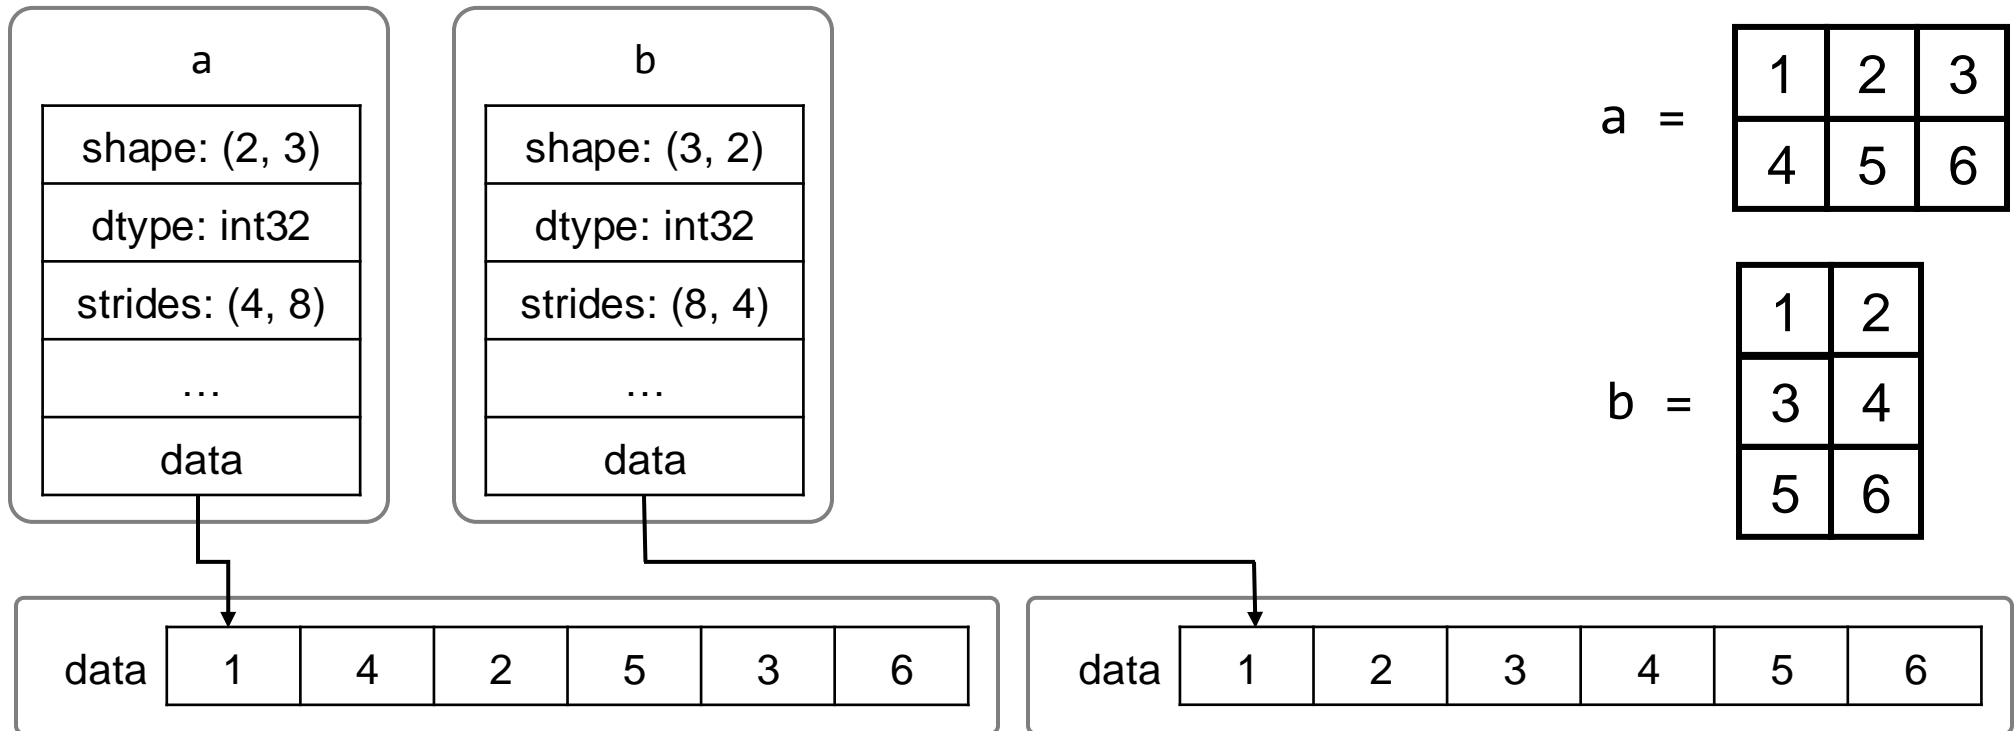 a
shape: (2, 3)
dtype: int32
strides: (4, 8)
...
data
b
shape: (3, 2)
dtype: int32
strides: (8, 4)
...
data
a =
1 2 3
4 5 6
b =
1 2
3 4
5 6
data 1 4 2 5 3 6
data 1 2 3 4 5 6